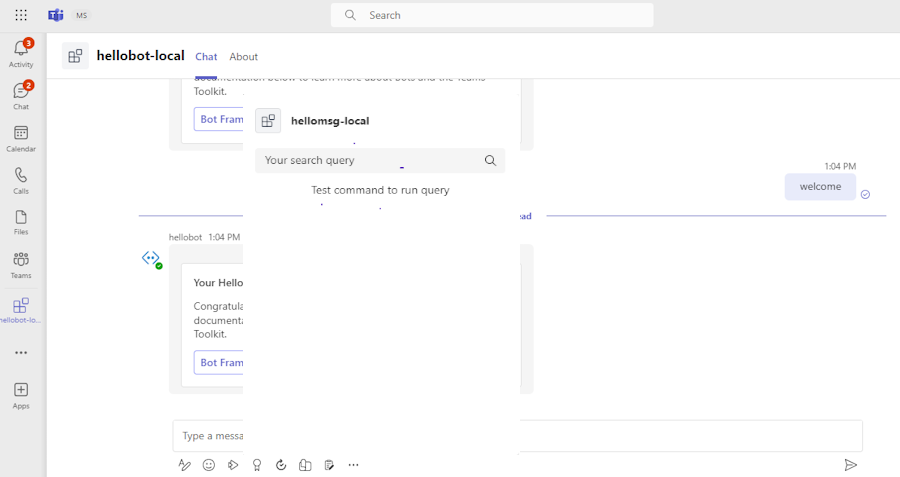 MS
Search
3
Activity
2
Chat
Calendar
Calls
Files
Teams
hellobot-lo...
Apps
hellobot-local Chat About
documentation below to learn more about bots and the Teams
Toolkit.
Bot Fram
1:04 PM
welcome
ead
hellobot 1:04 PM
Your Hello
Congratula
documenta
Toolkit.
Bot Fram
hellomsg-local
Your search query
Test command to run query
Type a messa